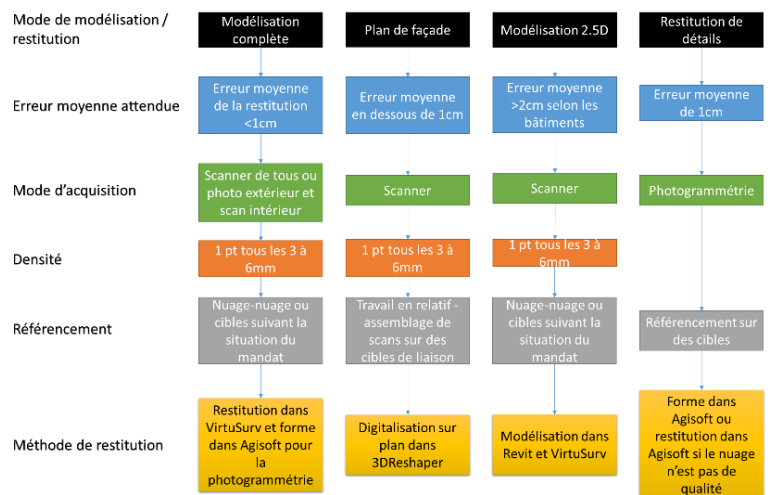 Mode de modélisation /
restitution
Modélisation
complète
Plan de façade
Modélisation 2.5D
Restitution de
détails
Erreur moyenne attendue
Erreur moyenne
de la restitution
<1cm
Erreur moyenne
en dessous de 1cm
Erreur moyenne
>2cm selon les
bâtiments
Erreur moyenne
de 1cm
Mode d'acquisition
Scanner de tous ou
photo extérieur et
scan intérieur
Scanner
Scanner
Photogrammétrie
Densité
1 pt tous les 3 à
6mm
1 pt tous les 3 à
6mm
1 pt tous les 3 à
6mm
Référencement
Nuage-nuage ou
cibles suivant la
situation du
mandat
Travail en relatif -
assemblage de
scans sur des
cibles de liaison
Nuage-nuage ou
cibles suivant la
situation du
mandat
Référencement sur
des cibles
Méthode de restitution
Restitution dans
VirtuSurv et forme
dans Agisoft pour
la
photogrammétrie
Digitalisation sur
plan dans
3DReshaper
Modélisation dans
Revit et VirtuSurv
Forme dans
Agisoft ou
restitution dans
Agisoft si le nuage
n'est pas de
qualité